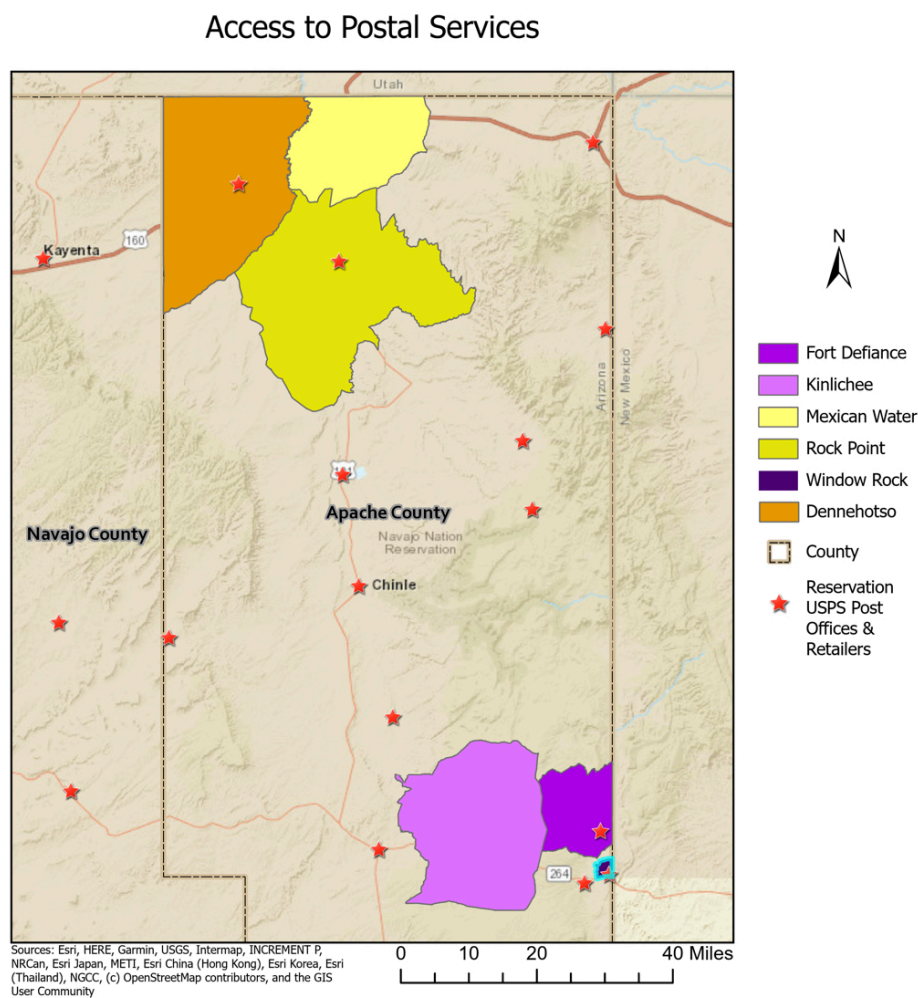 Access to Postal Services
Utah
160
Kayenta
Arizona
New Mexico
Apache County
Navajo Nation
Reservation
Navajo County
Chinle
264
N
Fort Defiance
Kinlichee
Mexican Water
Rock Point
Window Rock
Dennehotso
County
Reservation
USPS Post
Offices &
Retailers
Sources: Esri, HERE, Garmin, USGS, Intermap, INCREMENT P,
NRCan, Esri Japan, METI, Esri China (Hong Kong), Esri Korea, Esri
(Thailand), NGCC, (c) OpenStreetMap contributors, and the GIS
User Community
0 10 20 40 Miles